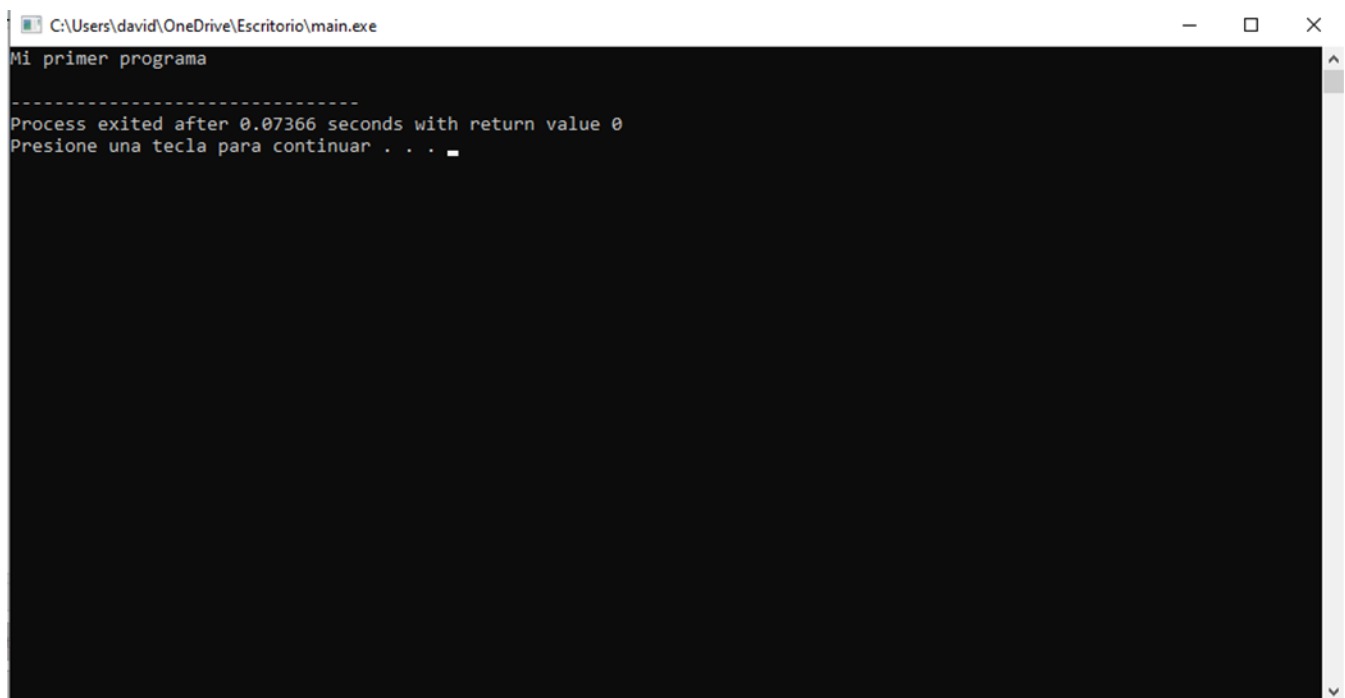 C:\Users\david\OneDrive\Escritorio\main.exe
Mi primer programa
--------------------------------
Process exited after 0.07366 seconds with return value 0
Presione una tecla para continuar . . .